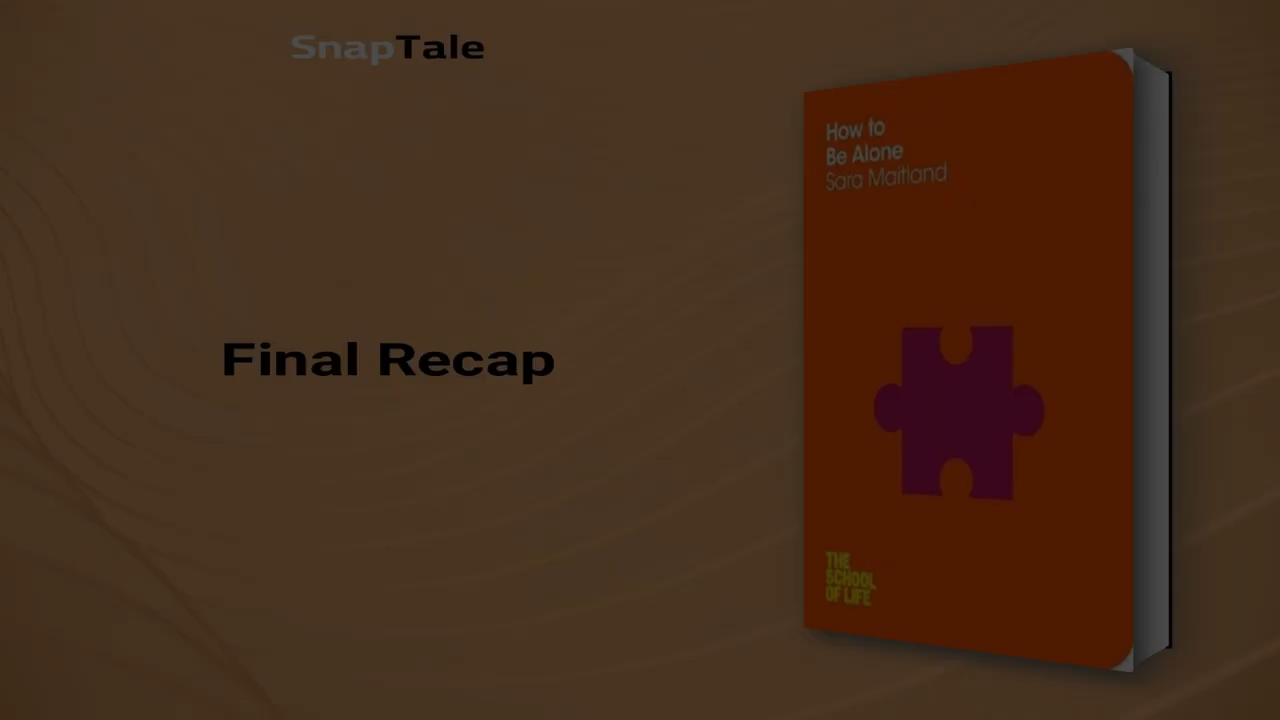 SnapTale
How to
Be Alone
Sara Maitland
Final Recap
THE
SCHOOL
OF LIFE